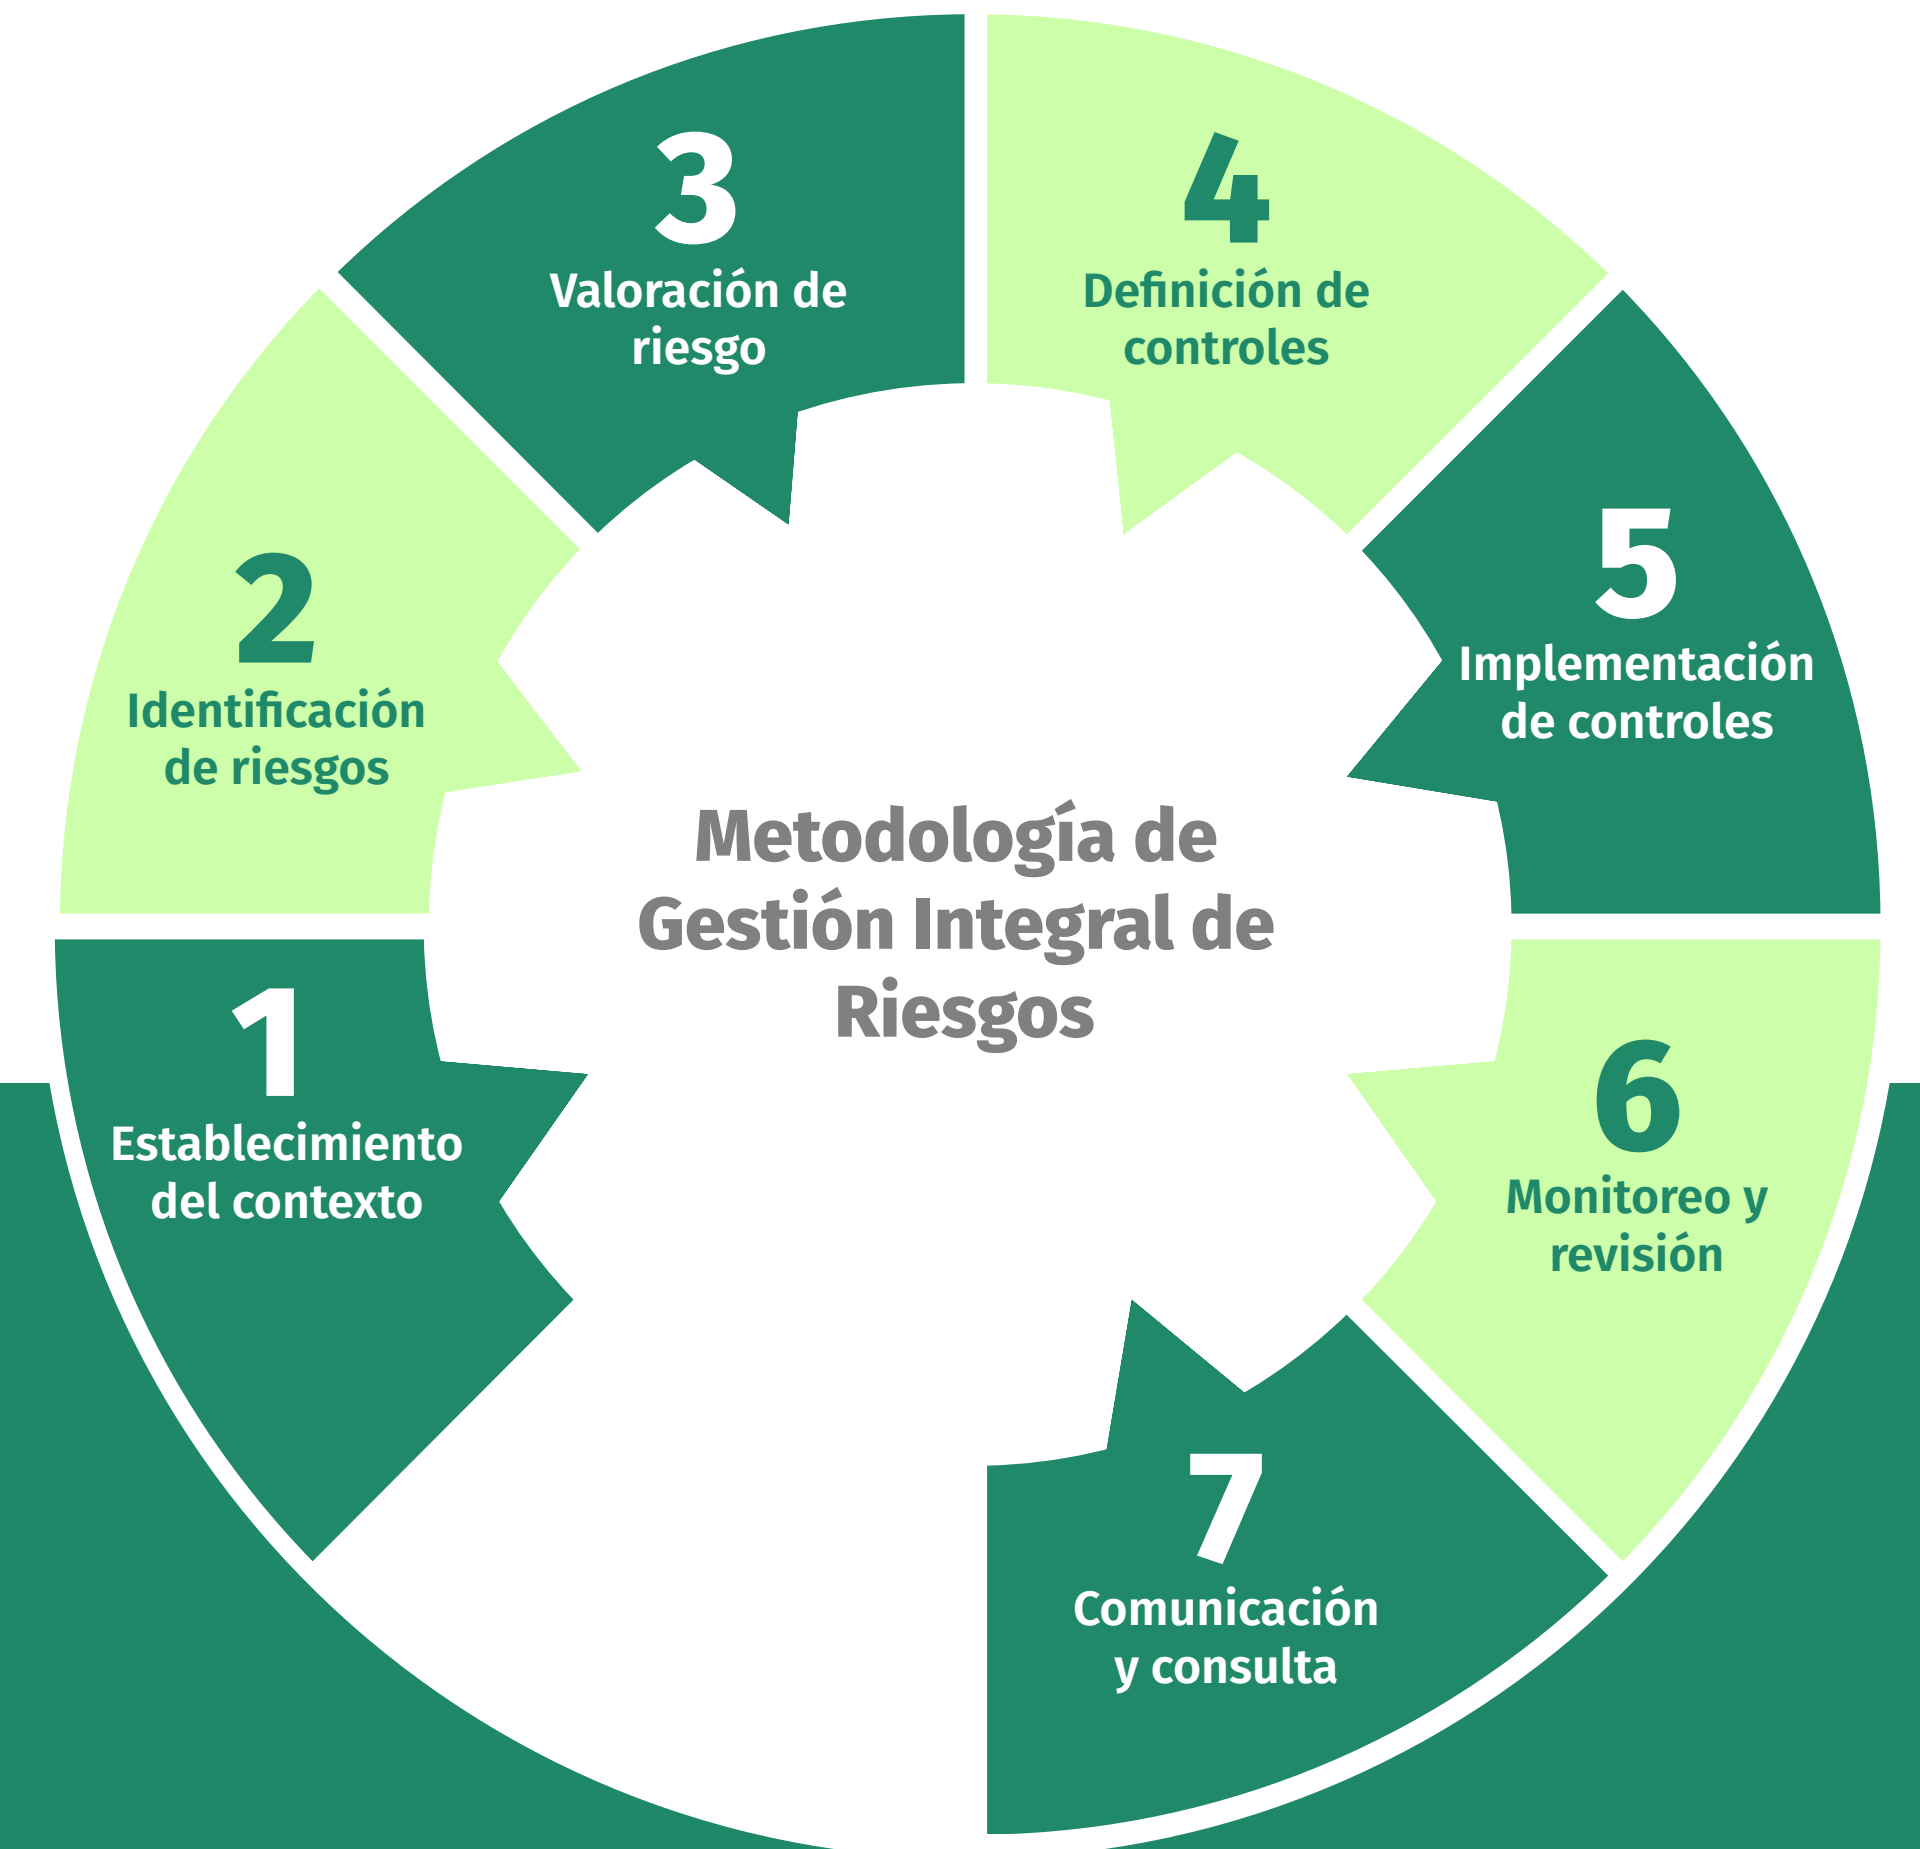 Metodología de
Gestión Integral de
Riesgos
1
Establecimiento
del contexto
2
Identificación
de riesgos
3
Valoración de
riesgo
4
Definición de
controles
5
Implementación
de controles
6
Monitoreo y
revisión
7
Comunicación
y consulta